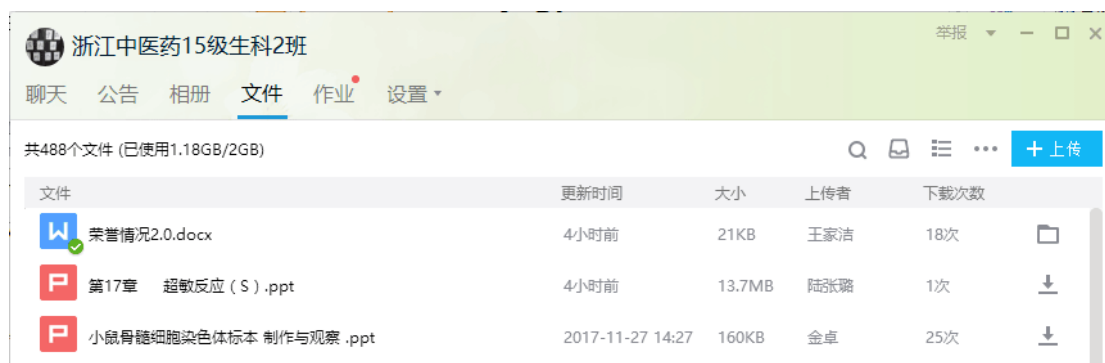 浙江中医药15级生科2班
举报
聊天 公告 相册 文件 作业 设置
共488个文件 (已使用1.18GB/2GB)
上传
文件 更新时间 大小 上传者 下载次数
荣誉情况2.0.docx 4小时前 21KB 王家洁 18次
第17章 超敏反应（S）.ppt 4小时前 13.7MB 陆张璐 1次
小鼠骨髓细胞染色体标本 制作与观察 .ppt 2017-11-27 14:27 160KB 金卓 25次